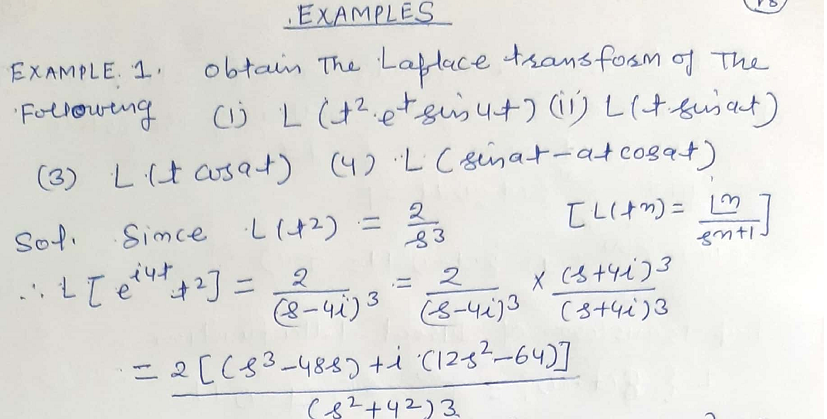 EXAMPLES
EXAMPLE. 1. Obtain The Laplace transform of The
Following (i) L (t². eᵗ sin 4t) (ii) L(t sin at)
(3) L(t cos at) (4) L (sin at - at cos at)
Sol. Since L(t²) = 2/s³ [L(tⁿ) = ⌊n/sⁿ⁺¹]
∴ L [e^{i4t} t²] = 2/(s-4i)³ = 2/(s-4i)³ × (s+4i)³/(s+4i)³
= 2[(s³-48s)+i (12s²-64)]/(s²+4²)³